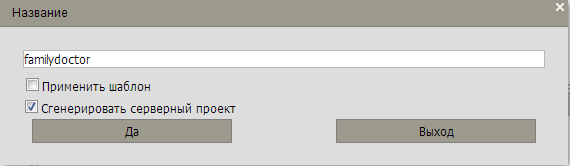 Название
familydoctor
Применить шаблон
Сгенерировать серверный проект
Да Выход